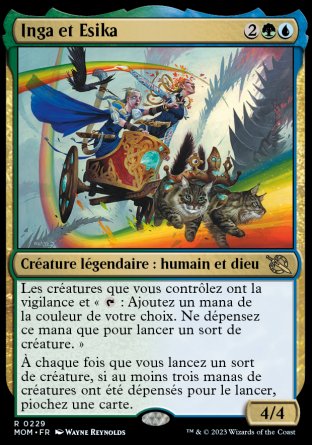 Inga et Esika
2
Créature légendaire : humain et dieu
Les créatures que vous contrôlez ont la
vigilance et « : Ajoutez un mana de
la couleur de votre choix. Ne dépensez
ce mana que pour lancer un sort de
créature. »
À chaque fois que vous lancez un sort
de créature, si au moins trois manas de
créatures ont été dépensés pour le lancer,
piochez une carte.
4/4
R 0229
MOM • FR Wayne Reynolds
™ & © 2023 Wizards of the Coast